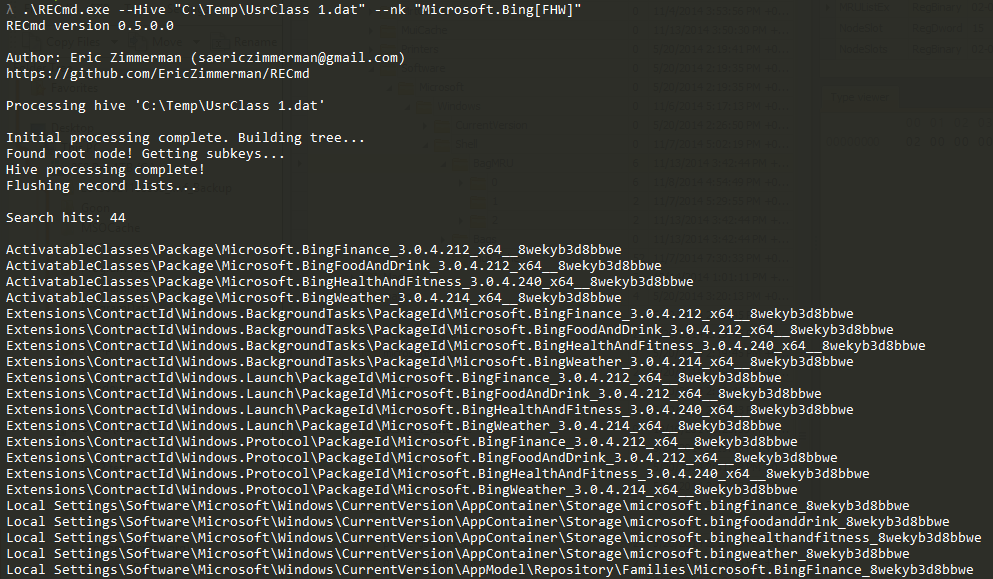 λ .\RECmd.exe --Hive "C:\Temp\UsrClass 1.dat" --nk "Microsoft.Bing[FHW]"
RECmd version 0.5.0.0
Author: Eric Zimmerman (saericzimmerman@gmail.com)
https://github.com/EricZimmerman/RECmd
Processing hive 'C:\Temp\UsrClass 1.dat'
Initial processing complete. Building tree...
Found root node! Getting subkeys...
Hive processing complete!
Flushing record lists...
Search hits: 44
ActivatableClasses\Package\Microsoft.BingFinance_3.0.4.212_x64__8wekyb3d8bbwe
ActivatableClasses\Package\Microsoft.BingFoodAndDrink_3.0.4.212_x64__8wekyb3d8bbwe
ActivatableClasses\Package\Microsoft.BingHealthAndFitness_3.0.4.240_x64__8wekyb3d8bbwe
ActivatableClasses\Package\Microsoft.BingWeather_3.0.4.214_x64__8wekyb3d8bbwe
Extensions\ContractId\Windows.BackgroundTasks\PackageId\Microsoft.BingFinance_3.0.4.212_x64__8wekyb3d8bbwe
Extensions\ContractId\Windows.BackgroundTasks\PackageId\Microsoft.BingFoodAndDrink_3.0.4.212_x64__8wekyb3d8bbwe
Extensions\ContractId\Windows.BackgroundTasks\PackageId\Microsoft.BingHealthAndFitness_3.0.4.240_x64__8wekyb3d8bbwe
Extensions\ContractId\Windows.BackgroundTasks\PackageId\Microsoft.BingWeather_3.0.4.214_x64__8wekyb3d8bbwe
Extensions\ContractId\Windows.Launch\PackageId\Microsoft.BingFinance_3.0.4.212_x64__8wekyb3d8bbwe
Extensions\ContractId\Windows.Launch\PackageId\Microsoft.BingFoodAndDrink_3.0.4.212_x64__8wekyb3d8bbwe
Extensions\ContractId\Windows.Launch\PackageId\Microsoft.BingHealthAndFitness_3.0.4.240_x64__8wekyb3d8bbwe
Extensions\ContractId\Windows.Launch\PackageId\Microsoft.BingWeather_3.0.4.214_x64__8wekyb3d8bbwe
Extensions\ContractId\Windows.Protocol\PackageId\Microsoft.BingFinance_3.0.4.212_x64__8wekyb3d8bbwe
Extensions\ContractId\Windows.Protocol\PackageId\Microsoft.BingFoodAndDrink_3.0.4.212_x64__8wekyb3d8bbwe
Extensions\ContractId\Windows.Protocol\PackageId\Microsoft.BingHealthAndFitness_3.0.4.240_x64__8wekyb3d8bbwe
Extensions\ContractId\Windows.Protocol\PackageId\Microsoft.BingWeather_3.0.4.214_x64__8wekyb3d8bbwe
Local Settings\Software\Microsoft\Windows\CurrentVersion\AppContainer\Storage\microsoft.bingfinance_8wekyb3d8bbwe
Local Settings\Software\Microsoft\Windows\CurrentVersion\AppContainer\Storage\microsoft.bingfoodanddrink_8wekyb3d8bbwe
Local Settings\Software\Microsoft\Windows\CurrentVersion\AppContainer\Storage\microsoft.binghealthandfitness_8wekyb3d8bbwe
Local Settings\Software\Microsoft\Windows\CurrentVersion\AppContainer\Storage\microsoft.bingweather_8wekyb3d8bbwe
Local Settings\Software\Microsoft\Windows\CurrentVersion\AppModel\Repository\Families\Microsoft.BingFinance_8wekyb3d8bbwe